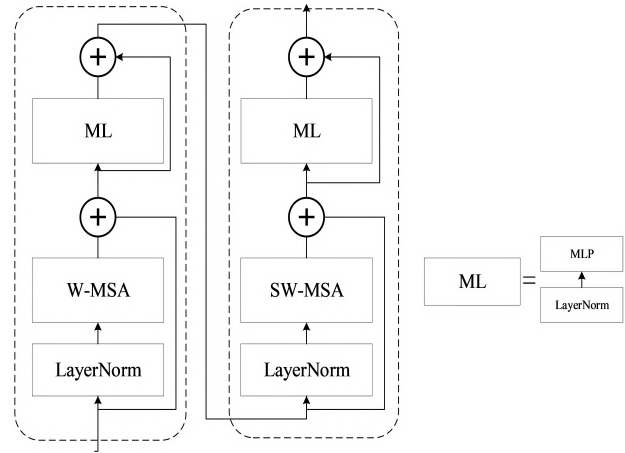 +
ML
+
W-MSA
LayerNorm
+
ML
+
SW-MSA
LayerNorm
ML = MLP
LayerNorm